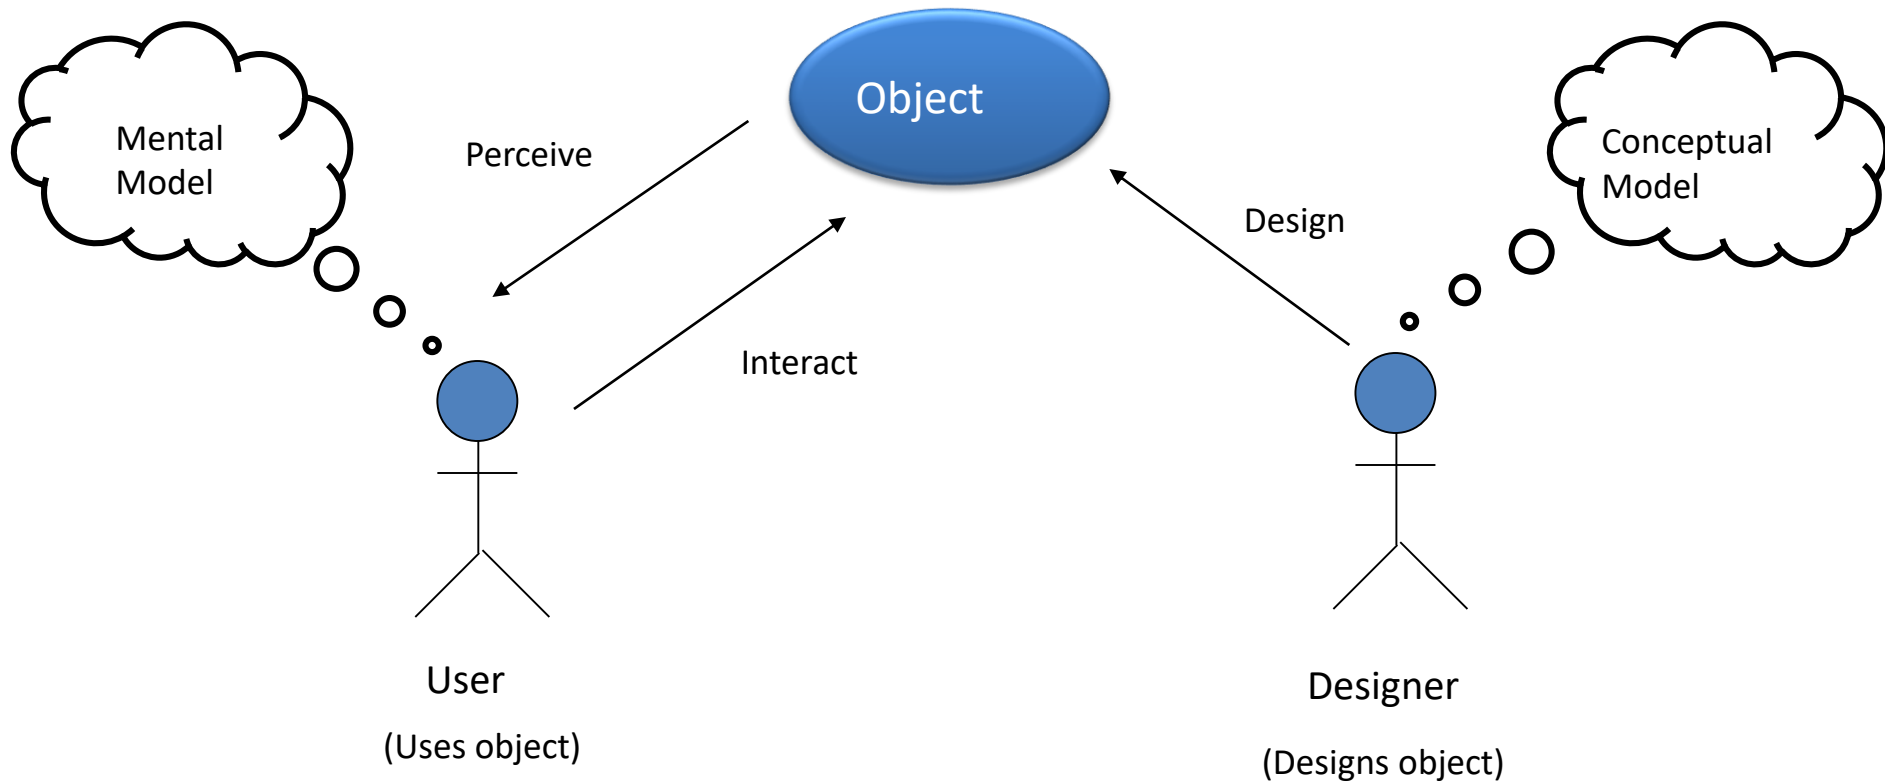 Object
Mental
Model
Perceive
Conceptual
Model
Design
Interact
User
(Uses object)
Designer
(Designs object)